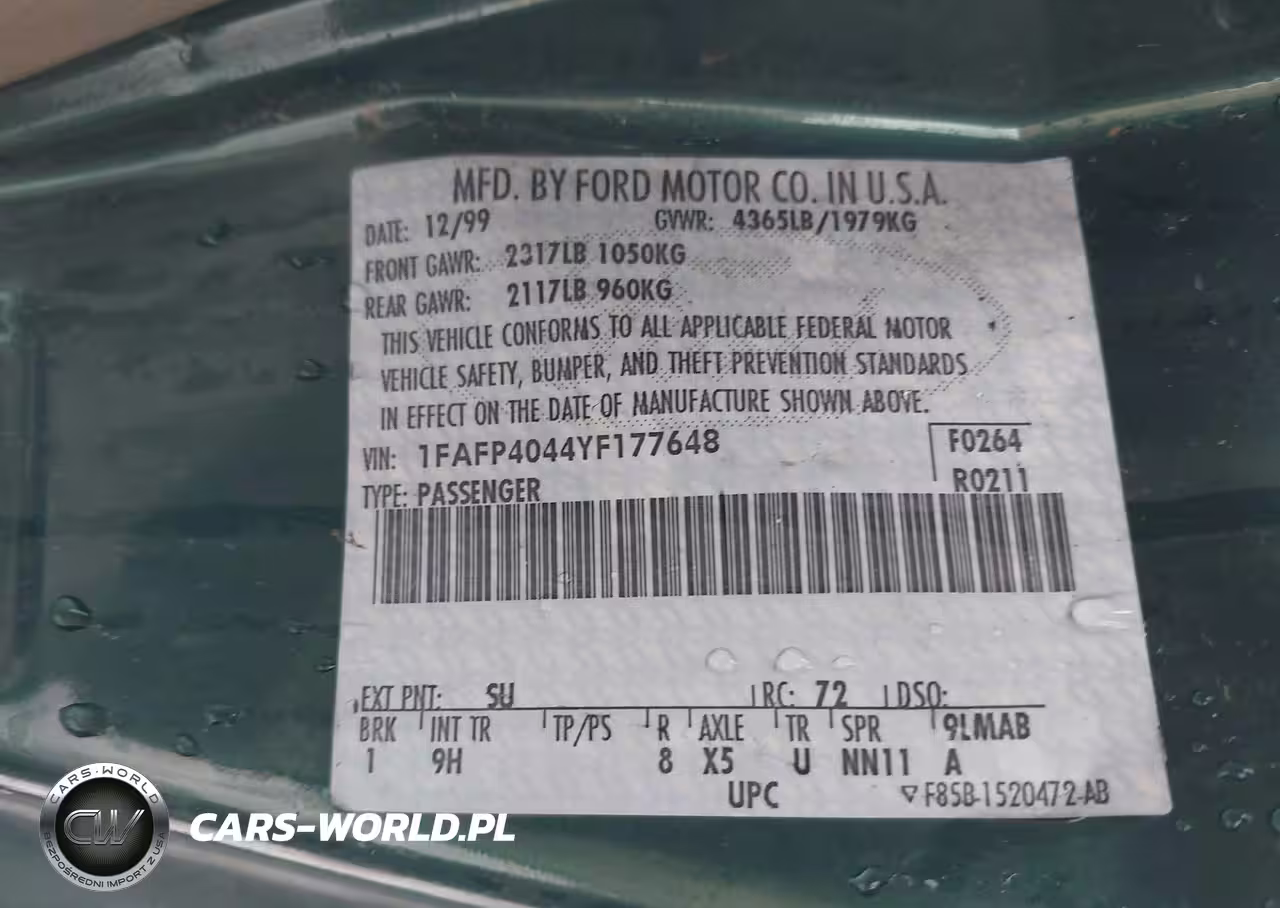 MFD. BY FORD MOTOR CO. IN U.S.A.
DATE: 12/99 GVWR: 4365LB/1979KG
FRONT GAWR: 2317LB 1050KG
REAR GAWR: 2117LB 960KG
THIS VEHICLE CONFORMS TO ALL APPLICABLE FEDERAL MOTOR
VEHICLE SAFETY, BUMPER, AND THEFT PREVENTION STANDARDS
IN EFFECT ON THE DATE OF MANUFACTURE SHOWN ABOVE.
VIN: 1FAFP4044YF177648 F0264
TYPE: PASSENGER R0211
EXT PNT: SU RC: 72 DSO:
BRK INT TR TP/PS R AXLE TR SPR 9LMAB
1 9H 8 X5 U NN11 A
UPC ▽F85B-1520472-AB
CARS-WORLD
CW
BEZPOŚREDNI IMPORT Z USA
CARS-WORLD.PL